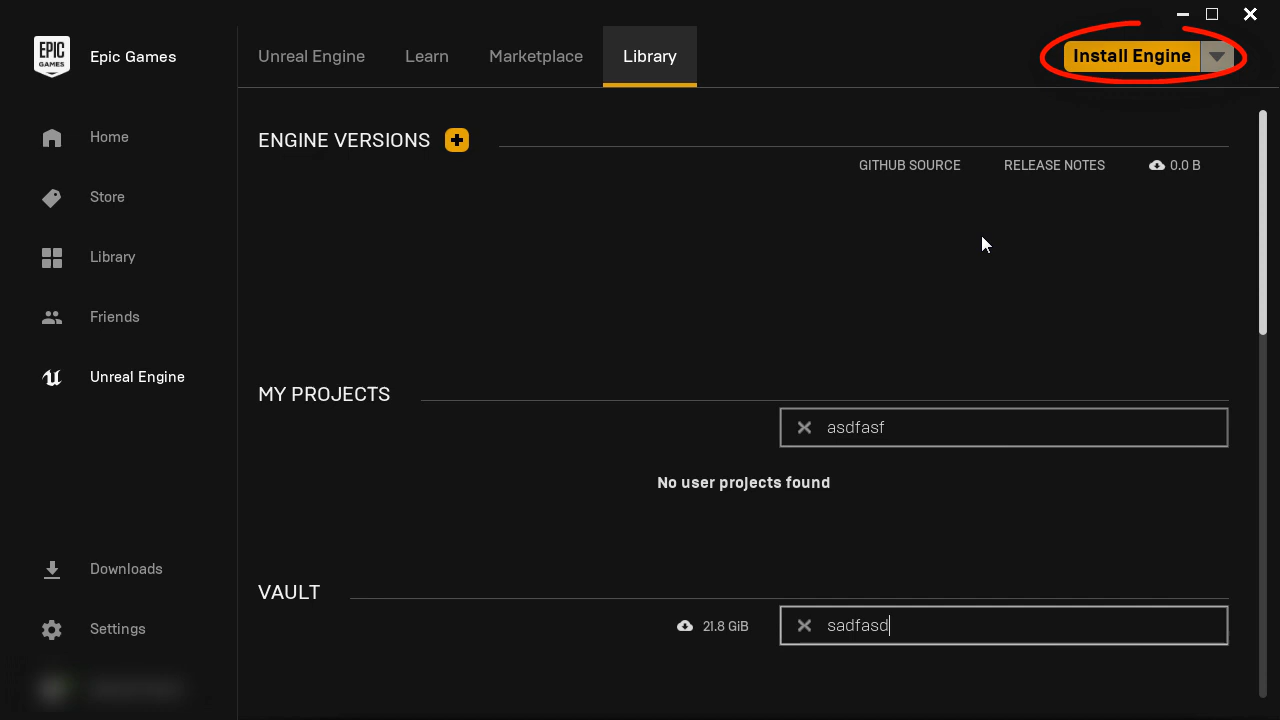 EPIC
GAMES
Epic Games
Unreal Engine
Learn
Marketplace
Library
Install Engine
Home
Store
Library
Friends
Unreal Engine
Downloads
Settings
ENGINE VERSIONS
GITHUB SOURCE
RELEASE NOTES
0.0 B
MY PROJECTS
asdfasf
No user projects found
VAULT
21.8 GiB
sadfasd